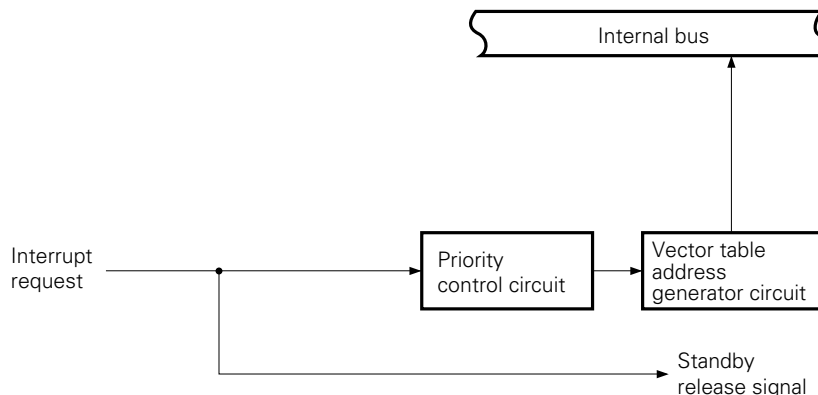 Internal bus
Interrupt
request
Priority
control circuit
Vector table
address
generator circuit
Standby
release signal